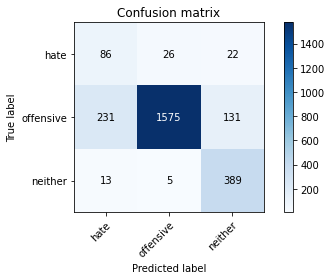 Confusion matrix
hate 86 26 22
offensive 231 1575 131
neither 13 5 389
hate offensive neither
True label
Predicted label
1400
1200
1000
800
600
400
200